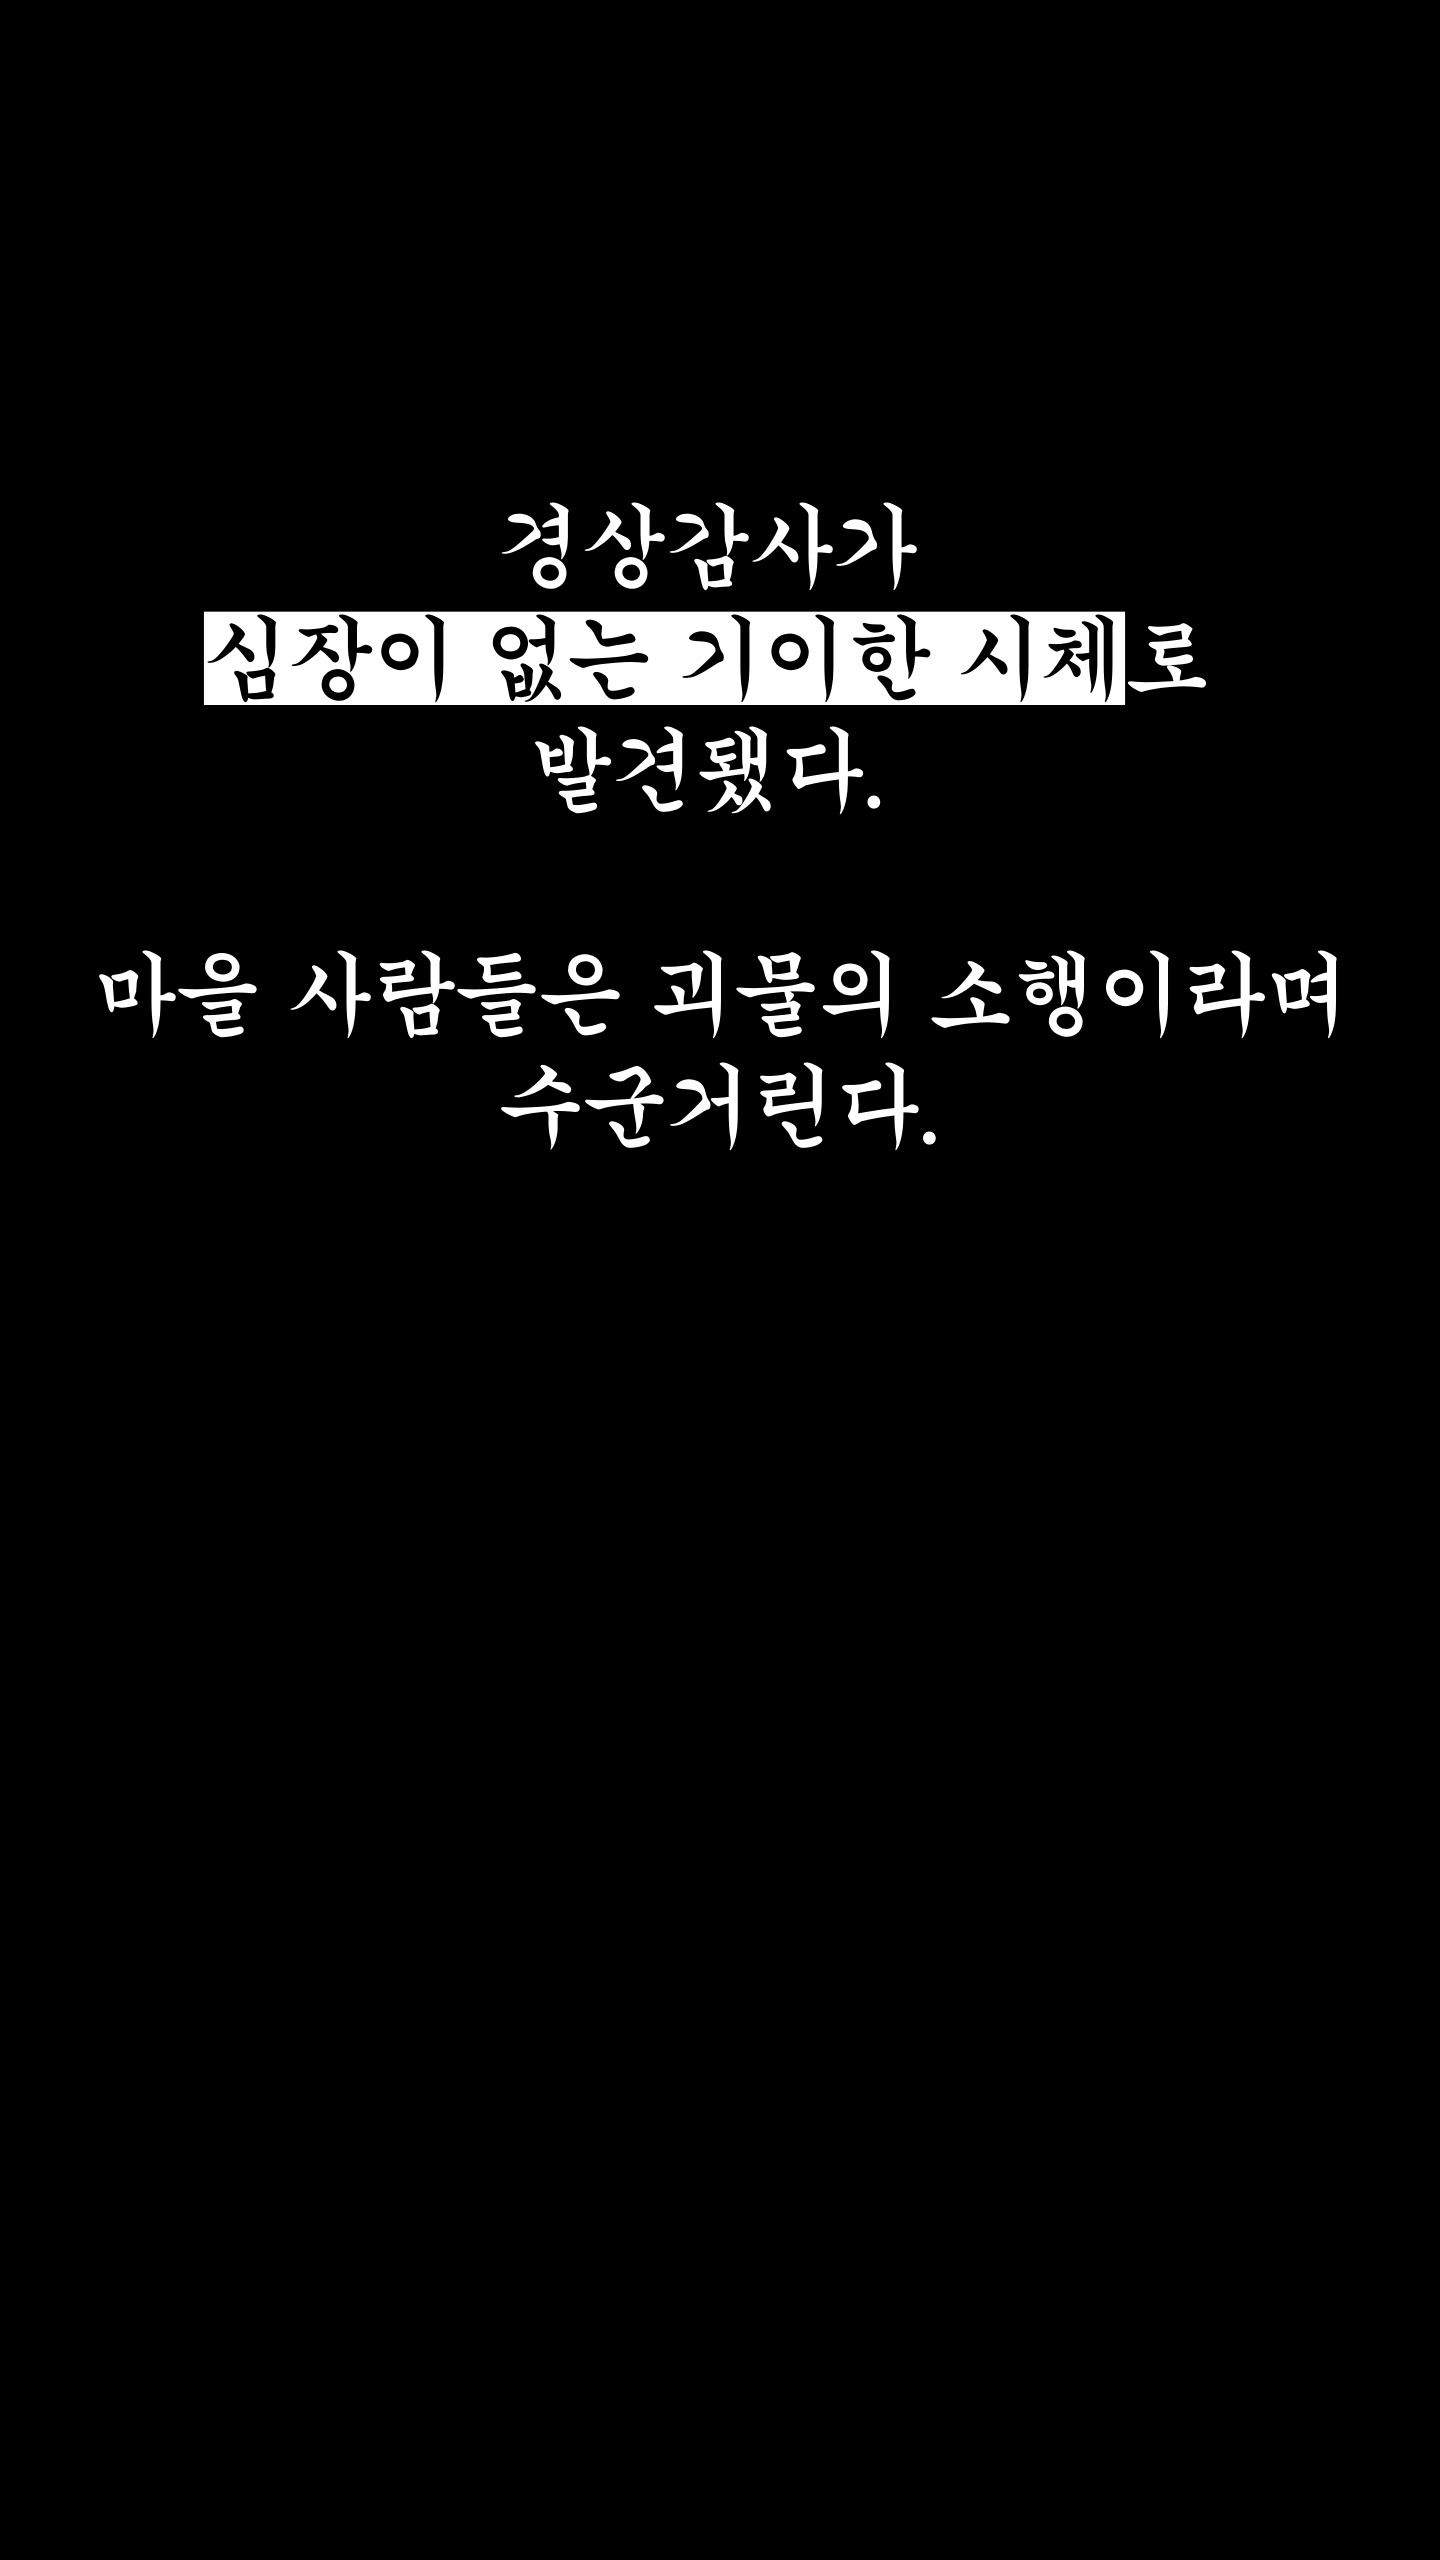 경상감사가
심장이 없는 기이한 시체로
발견됐다.
마을 사람들은 괴물의 소행이라며
수군거린다.